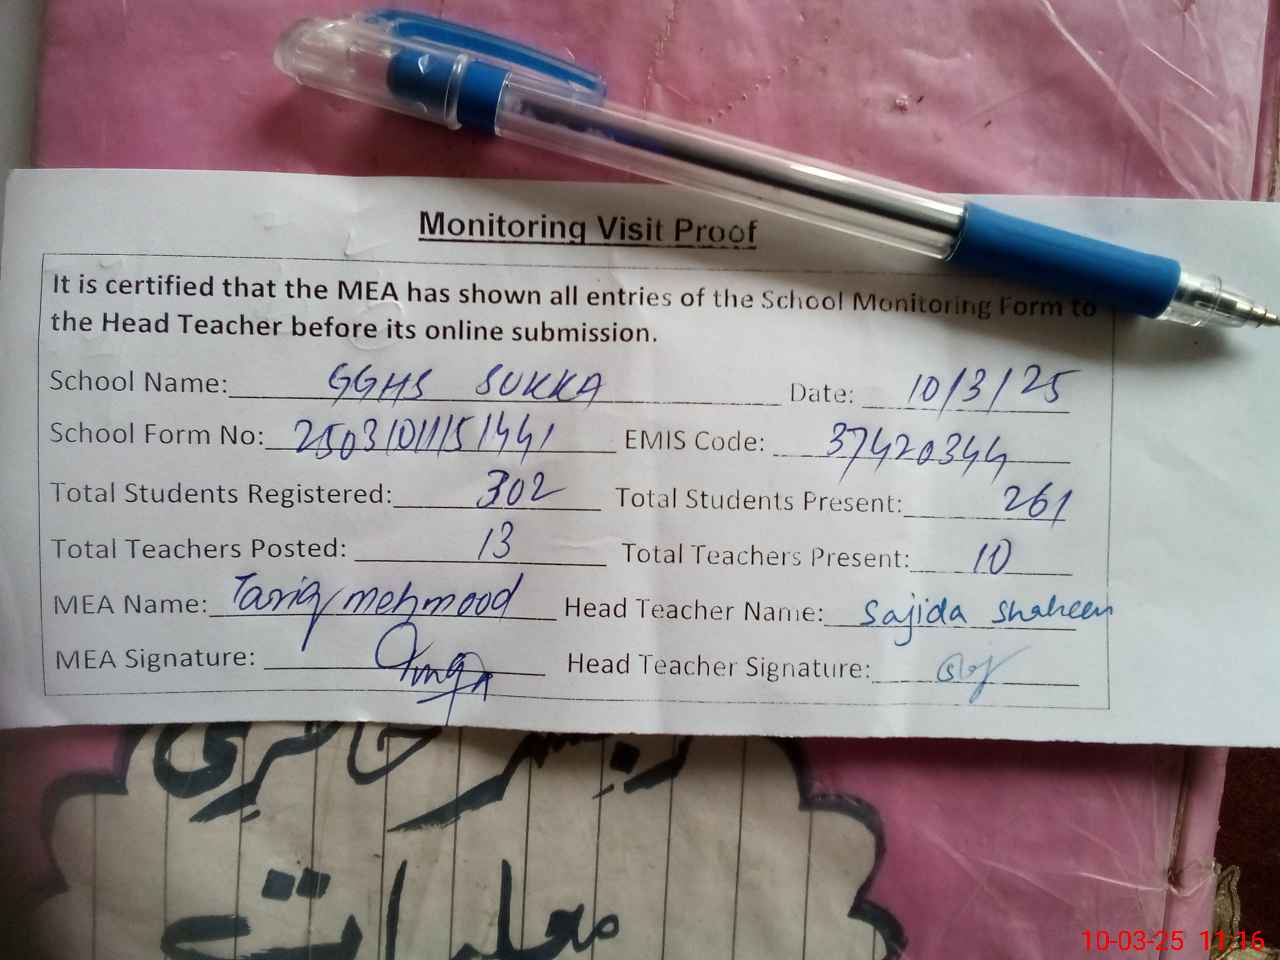 Monitoring Visit Proof
It is certified that the MEA has shown all entries of the School Monitoring Form to
the Head Teacher before its online submission.
School Name: GGHS SUKKA Date: 10/3/25
School Form No: EMIS Code: 37420344
Total Students Registered: 302 Total Students Present: 261
Total Teachers Posted: 13 Total Teachers Present: 10
MEA Name: Tariq mehmood Head Teacher Name: Sajida Shaheen
MEA Signature: Head Teacher Signature:
رجسٹر حاضری
معلمات
10-03-25 11:16